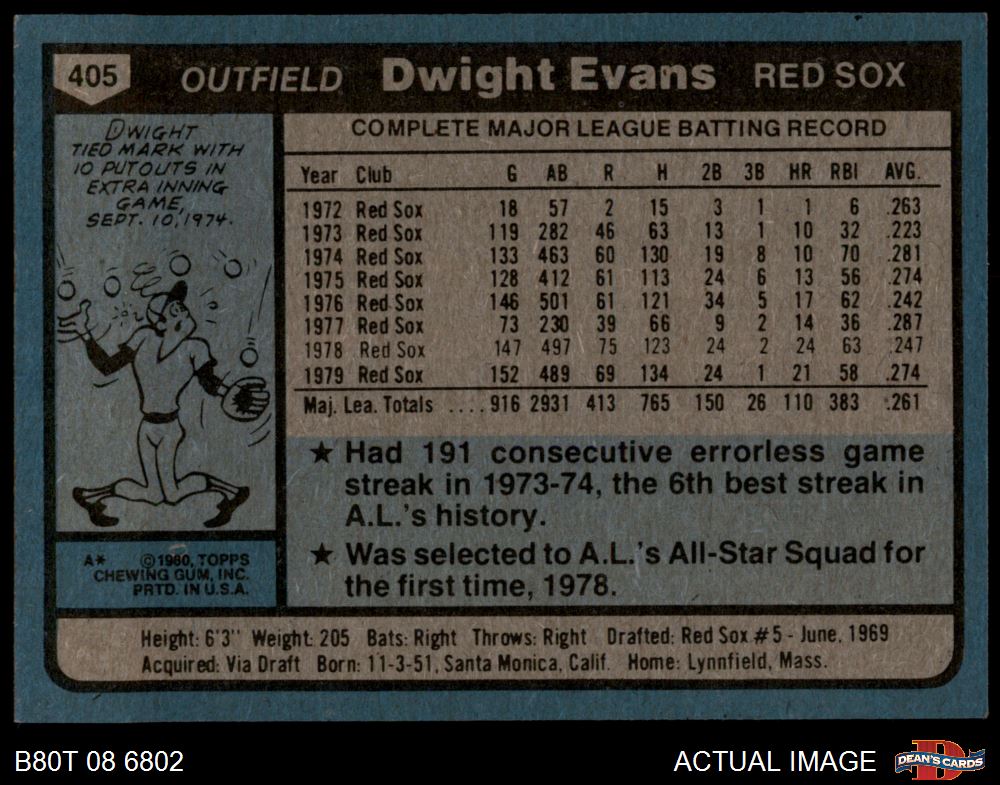 405 OUTFIELD Dwight Evans RED SOX
DWIGHT
TIED MARK WITH
10 PUTOUTS IN
EXTRA INNING
GAME,
SEPT. 10, 1974.
A* ©1980, TOPPS
CHEWING GUM, INC.
PRTD. IN U.S.A.
COMPLETE MAJOR LEAGUE BATTING RECORD
Year Club G AB R H 2B 3B HR RBI AVG.
1972 Red Sox 18 57 2 15 3 1 1 6 .263
1973 Red Sox 119 282 46 63 13 1 10 32 .223
1974 Red Sox 133 463 60 130 19 8 10 70 .281
1975 Red Sox 128 412 61 113 24 6 13 56 .274
1976 Red Sox 146 501 61 121 34 5 17 62 .242
1977 Red Sox 73 230 39 66 9 2 14 36 .287
1978 Red Sox 147 497 75 123 24 2 24 63 .247
1979 Red Sox 152 489 69 134 24 1 21 58 .274
Maj. Lea. Totals ....916 2931 413 765 150 26 110 383 .261
★ Had 191 consecutive errorless game
streak in 1973-74, the 6th best streak in
A.L.'s history.
★ Was selected to A.L.'s All-Star Squad for
the first time, 1978.
Height: 6'3" Weight: 205 Bats: Right Throws: Right Drafted: Red Sox #5 - June, 1969
Acquired: Via Draft Born: 11-3-51, Santa Monica, Calif. Home: Lynnfield, Mass.
B80T 08 6802 ACTUAL IMAGE D DEAN'S CARDS